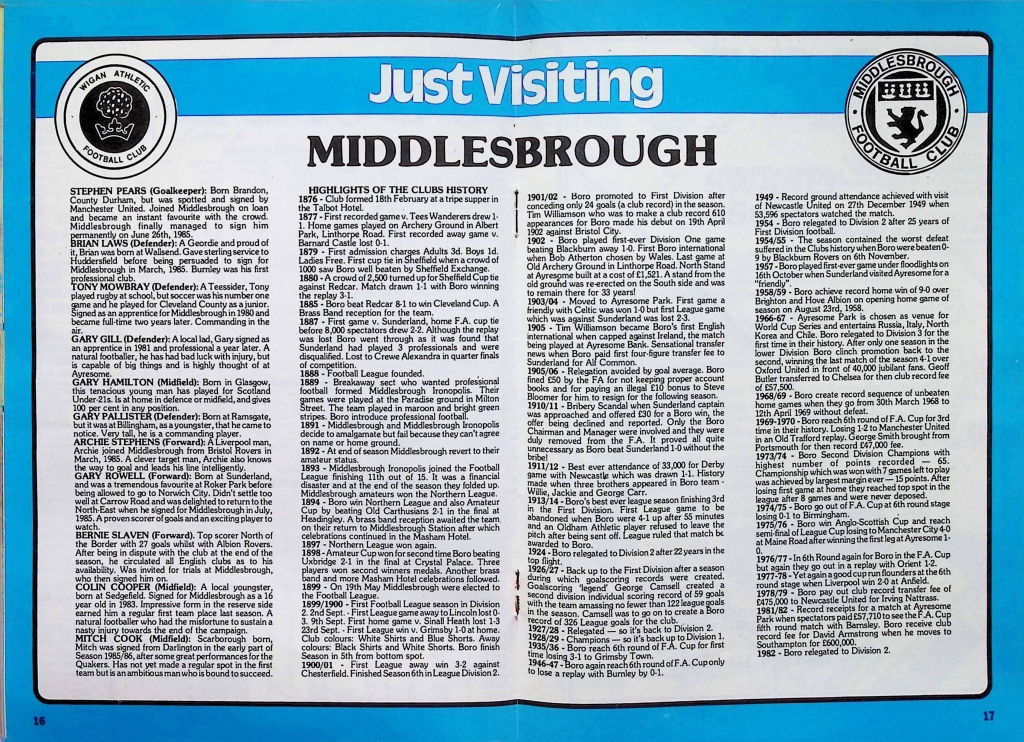 WIGAN ATHLETIC
FOOTBALL CLUB
Just Visiting
MIDDLESBROUGH
FOOTBALL CLUB
MIDDLESBROUGH
STEPHEN PEARS (Goalkeeper): Born Brandon,
County Durham, but was spotted and signed by
Manchester United. Joined Middlesbrough on loan
and became an instant favourite with the crowd.
Middlesbrough finally managed to sign him
permanently on June 26th, 1985.
BRIAN LAWS (Defender): A Geordie and proud of
it, Brian was born at Wallsend. Gave sterling service to
Huddersfield before being persuaded to sign for
Middlesbrough in March, 1985. Burnley was his first
professional club.
TONY MOWBRAY (Defender): A Teessider, Tony
played rugby at school, but soccer was his number one
game and he played for Cleveland County as a junior.
Signed as an apprentice for Middlesbrough in 1980 and
became full-time two years later. Commanding in the
air.
GARY GILL (Defender): A local lad, Gary signed as
an apprentice in 1981 and professional a year later. A
natural footballer, he has had bad luck with injury, but
is capable of big things and is highly thought of at
Ayresome.
GARY HAMILTON (Midfield): Born in Glasgow,
this tenacious young man has played for Scotland
Under-21s. Is at home in defence or midfield, and gives
100 per cent in any position.
GARY PALLISTER (Defender): Born at Ramsgate,
but it was at Billingham, as a youngster, that he came to
notice. Very tall, he is a commanding player.
ARCHIE STEPHENS (Forward): A Liverpool man,
Archie joined Middlesbrough from Bristol Rovers in
March, 1985. A clever target man, Archie also knows
the way to goal and leads his line intelligently.
GARY ROWELL (Forward): Born at Sunderland,
and was a tremendous favourite at Roker Park before
being allowed to go to Norwich City. Didn't settle too
well at Carrow Road and was delighted to return to the
North-East when he signed for Middlesbrough in July,
1985. A proven scorer of goals and an exciting player to
watch.
BERNIE SLAVEN (Forward). Top scorer North of
the Border with 27 goals whilst with Albion Rovers.
After being in dispute with the club at the end of the
season, he circulated all English clubs as to his
availability. Was invited for trials at Middlesbrough,
who then signed him on.
COLIN COOPER (Midfield): A local youngster,
born at Sedgefield. Signed for Middlesbrough as a 16
year old in 1983. Impressive form in the reserve side
earned him a regular first team place last season. A
natural footballer who had the misfortune to sustain a
nasty injury towards the end of the campaign.
MITCH COOK (Midfield): Scarborough born,
Mitch was signed from Darlington in the early part of
Season 1985/86, after some great performances for the
Quakers. Has not yet made a regular spot in the first
team but is an ambitious man who is bound to succeed.
HIGHLIGHTS OF THE CLUBS HISTORY
1876 - Club formed 18th February at a tripe supper in
the Talbot Hotel.
1877 - First recorded game v. Tees Wanderers drew 1-
1. Home games played on Archery Ground in Albert
Park, Linthorpe Road. First recorded away game v.
Barnard Castle lost 0-1.
1879 - First admission charges Adults 3d. Boys 1d.
Ladies Free. First cup tie in Sheffield when a crowd of
1000 saw Boro well beaten by Sheffield Exchange.
1880 - A crowd of 2,500 turned up for Sheffield Cup tie
against Redcar. Match drawn 1-1 with Boro winning
the replay 3-1.
1885 - Boro beat Redcar 8-1 to win Cleveland Cup. A
Brass Band reception for the team.
1887 - First game v. Sunderland, home F.A. cup tie
before 8,000 spectators drew 2-2. Although the replay
was lost Boro went through as it was found that
Sunderland had played 3 professionals and were
disqualified. Lost to Crewe Alexandra in quarter finals
of competition.
1888 - Football League founded.
1889 - Breakaway sect who wanted professional
football formed Middlesbrough Ironopolis. Their
games were played at the Paradise ground in Milton
Street. The team played in maroon and bright green
stripes. Boro introduce professional football.
1891 - Middlesbrough and Middlesbrough Ironopolis
decide to amalgamate but fail because they can't agree
on name or home ground.
1892 - At end of season Middlesbrough revert to their
amateur status.
1893 - Middlesbrough Ironopolis joined the Football
League finishing 11th out of 15. It was a financial
disaster and at the end of the season they folded up.
Middlesbrough amateurs won the Northern League.
1894 - Boro win Northern League and also Amateur
Cup by beating Old Carthusians 2-1 in the final at
Headingley. A brass band reception awaited the team
on their return to Middlesbrough Station after which
celebrations continued in the Masham Hotel.
1897 - Northern League won again.
1898 - Amateur Cup won for second time Boro beating
Uxbridge 2-1 in the final at Crystal Palace. Three
players won second winners medals. Another brass
band and more Masham Hotel celebrations followed.
1899 - On 19th May Middlesbrough were elected to
the Football League.
1899/1900 - First Football League season in Division
2. 2nd Sept. - First League game away to Lincoln lost 0-
3. 9th Sept. First home game v. Small Heath lost 1-3
23rd Sept. - First League win v. Grimsby 1-0 at home.
Club colours: White Shirts and Blue Shorts. Away
colours: Black Shirts and White Shorts. Boro finish
Season in 5th from bottom spot.
1900/01 - First League away win 3-2 against
Chesterfield. Finished Season 6th in League Division 2.
1901/02 - Boro promoted to First Division after
conceding only 24 goals (a club record) in the season.
Tim Williamson who was to make a club record 610
appearances for Boro made his debut on 19th April
1902 against Bristol City.
1902 - Boro played first-ever Division One game
beating Blackburn away 1-0. First Boro international
when Bob Atherton chosen by Wales. Last game at
Old Archery Ground in Linthorpe Road. North Stand
at Ayresome built at a cost of £1,521. A stand from the
old ground was re-erected on the South side and was
to remain there for 33 years!
1903/04 - Moved to Ayresome Park. First game a
friendly with Celtic was won 1-0 but first League game
which was against Sunderland was lost 2-3.
1905 - Tim Williamson became Boro's first English
international when capped against Ireland, the match
being played at Ayresome Bank. Sensational transfer
news when Boro paid first four-figure transfer fee to
Sunderland for Alf Common.
1905/06 - Relegation avoided by goal average. Boro
fined £50 by the FA for not keeping proper account
books and for paying an illegal £10 bonus to Steve
Bloomer for him to resign for the following season.
1910/11 - Bribery Scandal when Sunderland captain
was approached and offered £30 for a Boro win, the
offer being declined and reported. Only the Boro
Chairman and Manager were involved and they were
duly removed from the F.A. It proved all quite
unnecessary as Boro beat Sunderland 1-0 without the
bribe!
1911/12 - Best ever attendance of 33,000 for Derby
game with Newcastle which was drawn 1-1. History
made when three brothers appeared in Boro team -
Willie, Jackie and George Carr.
1913/14 - Boro's best ever league season finishing 3rd
in the First Division. First League game to be
abandoned when Boro were 4-1 up after 55 minutes
and an Oldham Athletic player refused to leave the
pitch after being sent off. League ruled that match be
awarded to Boro.
1924 - Boro relegated to Division 2 after 22 years in the
top flight.
1926/27 - Back up to the First Division after a season
during which goalscoring records were created.
Goalscoring 'legend' George Camsell created a
second division individual scoring record of 59 goals
with the team amassing no fewer than 122 league goals
in the season. Camsell was to go on to create a Boro
record of 326 League goals for the club.
1927/28 - Relegated — so it's back to Division 2.
1928/29 - Champions — so it's back up to Division 1.
1935/36 - Boro reach 6th round of F.A. Cup for first
time losing 3-1 to Grimsby Town.
1946-47 - Boro again reach 6th round of F.A. Cup only
to lose a replay with Burnley by 0-1.
1949 - Record ground attendance achieved with visit
of Newcastle United on 27th December 1949 when
53,596 spectators watched the match.
1954 - Boro relegated to Division 2 after 25 years of
First Division football.
1954/55 - The season contained the worst defeat
suffered in the Clubs history when Boro were beaten 0-
9 by Blackburn Rovers on 6th November.
1957 - Boro played first-ever game under floodlights on
16th October when Sunderland visited Ayresome for a
"friendly".
1958/59 - Boro achieve record home win of 9-0 over
Brighton and Hove Albion on opening home game of
season on August 23rd, 1958.
1966-67 - Ayresome Park is chosen as venue for
World Cup Series and entertains Russia, Italy, North
Korea and Chile. Boro relegated to Division 3 for the
first time in their history. After only one season in the
lower Division Boro clinch promotion back to the
second, winning the last match of the season 4-1 over
Oxford United in front of 40,000 jubilant fans. Geoff
Butler transferred to Chelsea for then club record fee
of £57,500.
1968/69 - Boro create record sequence of unbeaten
home games when they go from 30th March 1968 to
12th April 1969 without defeat.
1969-1970 - Boro reach 6th round of F.A. Cup for 3rd
time in their history. Losing 1-2 to Manchester United
in an Old Trafford replay. George Smith brought from
Portsmouth for then record £47,000 fee.
1973/74 - Boro Second Division Champions with
highest number of points recorded — 65.
Championship which was won with 7 games left to play
was achieved by largest margin ever — 15 points. After
losing first game at home they reached top spot in the
league after 8 games and were never deposed.
1974/75 - Boro go out of F.A. Cup at 6th round stage
losing 0-1 to Birmingham.
1975/76 - Boro win Anglo-Scottish Cup and reach
semi-final of League Cup losing to Manchester City 4-0
at Maine Road after winning the first leg at Ayresome 1-
0.
1976/77 - In 6th Round again for Boro in the F.A. Cup
but again they go out in a replay with Orient 1-2.
1977-78 - Yet again a good cup run flounders at the 6th
round stage when Liverpool win 2-0 at Anfield.
1978/79 - Boro pay out club record transfer fee of
£475,000 to Newcastle United for Irving Nattrass.
1981/82 - Record receipts for a match at Ayresome
Park when spectators paid £57,710 to see the F.A. Cup
fifth round match with Barnsley. Boro receive club
record fee for David Armstrong when he moves to
Southampton for £600,000.
1982 - Boro relegated to Division 2.
16
17